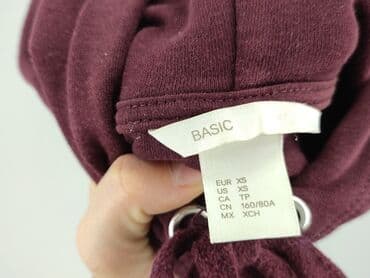 BASIC
EUR XS
US XS
CA TP
CN 160/80A
MX XCH